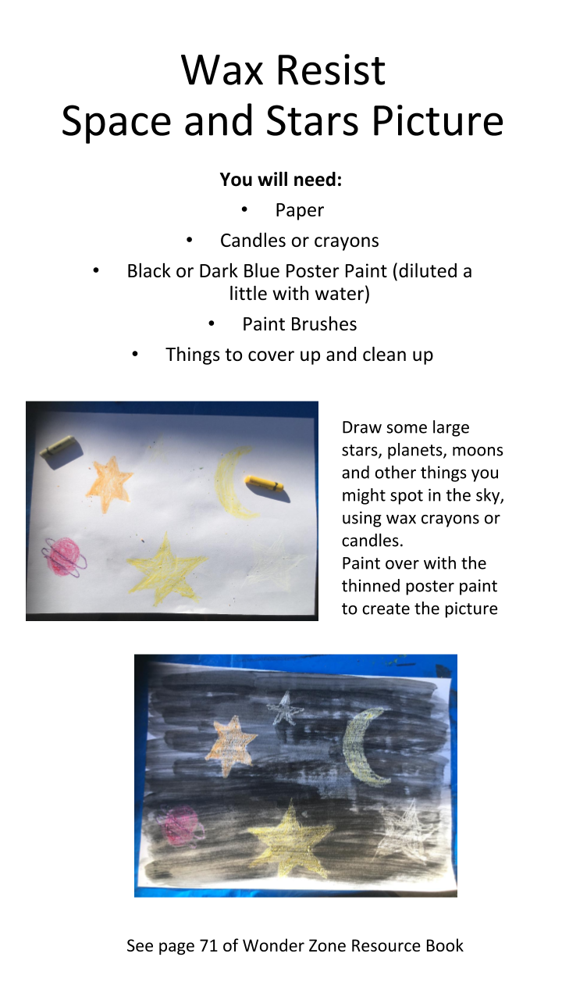 Wax Resist
Space and Stars Picture
You will need:
• Paper
• Candles or crayons
• Black or Dark Blue Poster Paint (diluted a
little with water)
• Paint Brushes
• Things to cover up and clean up
Draw some large
stars, planets, moons
and other things you
might spot in the sky,
using wax crayons or
candles.
Paint over with the
thinned poster paint
to create the picture
See page 71 of Wonder Zone Resource Book